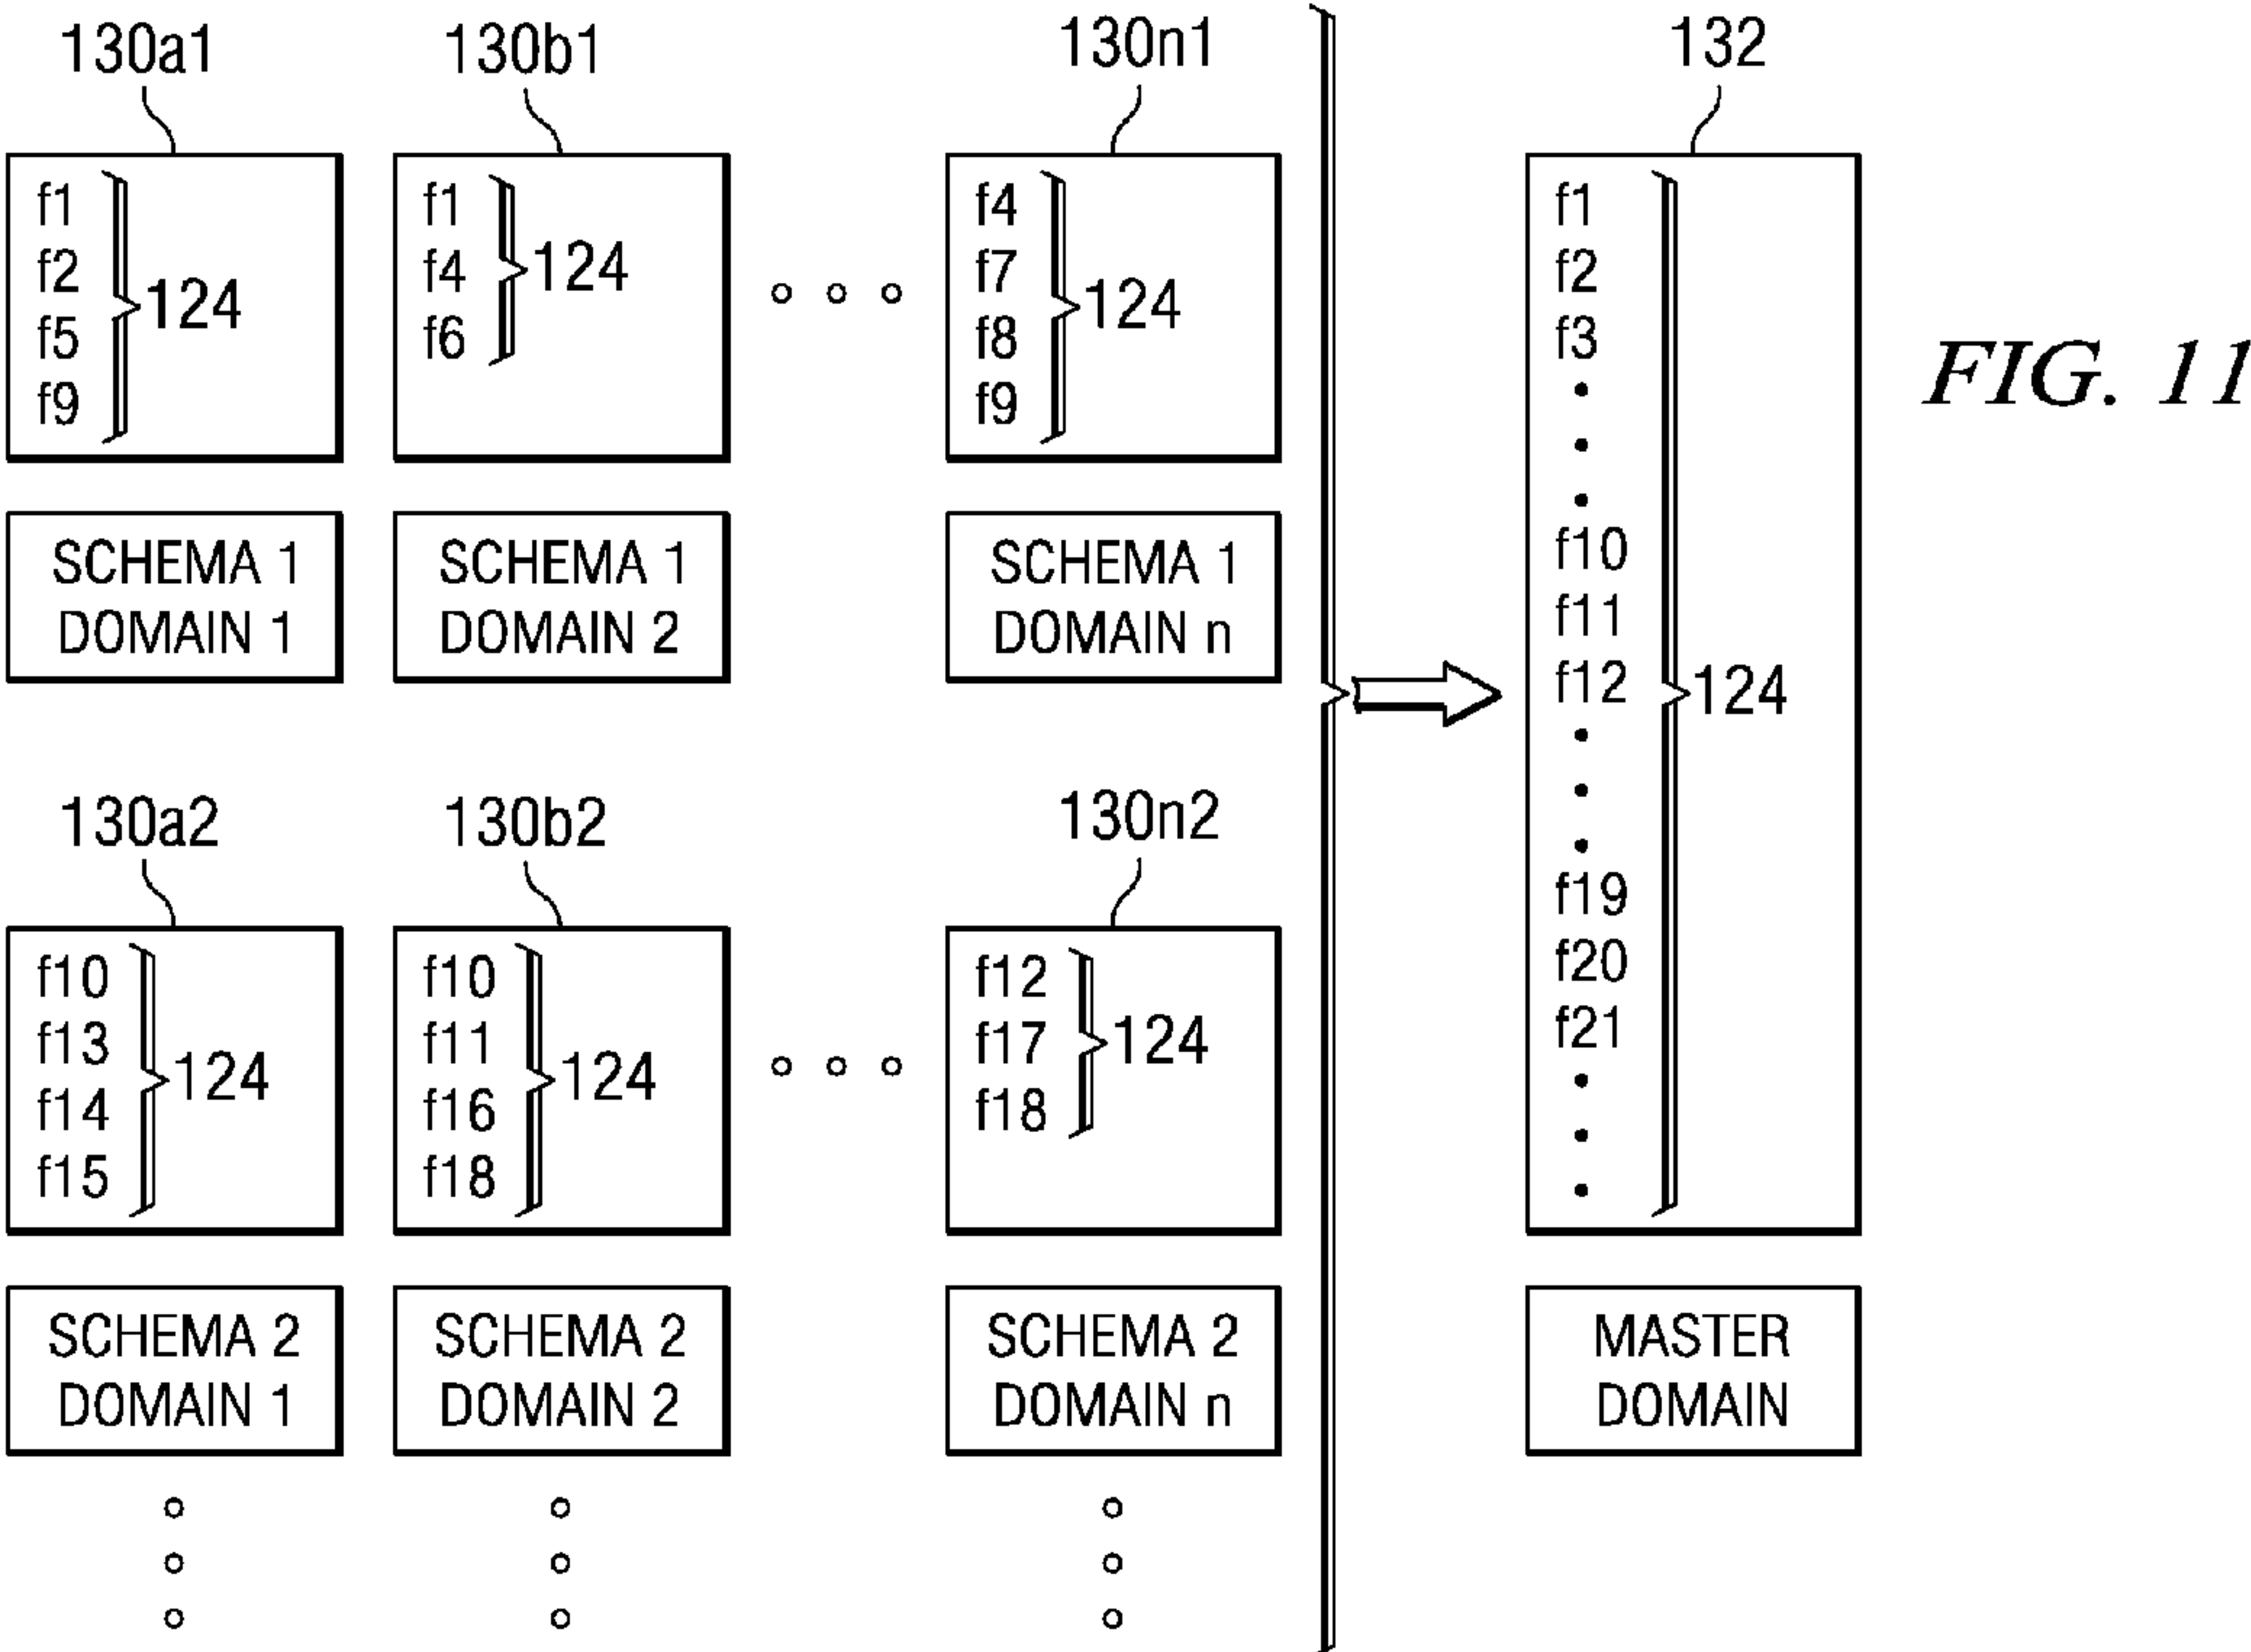 130a1
130b1
130n1
132
f1
f2
f5
f9
124
f1
f4
f6
124
f4
f7
f8
f9
124
SCHEMA 1
DOMAIN 1
SCHEMA 1
DOMAIN 2
SCHEMA 1
DOMAIN n
130a2
130b2
130n2
f10
f13
f14
f15
124
f10
f11
f16
f18
124
f12
f17
f18
124
SCHEMA 2
DOMAIN 1
SCHEMA 2
DOMAIN 2
SCHEMA 2
DOMAIN n
f1
f2
f3
f10
f11
f12
f19
f20
f21
124
MASTER
DOMAIN
FIG. 11